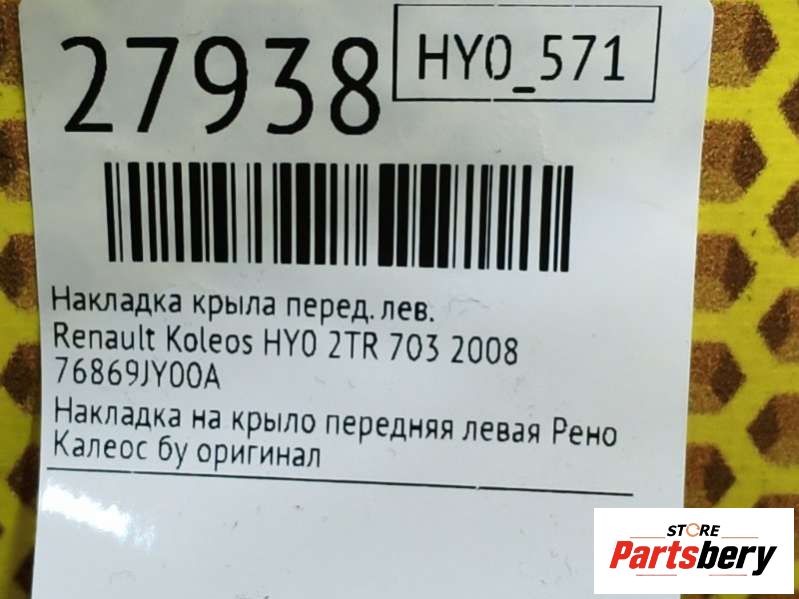 27938
HY0_571
Накладка крыла перед. лев.
Renault Koleos HY0 2TR 703 2008
76869JY00A
Накладка на крыло передняя левая Рено
Калеос бу оригинал
STORE
Partsbery